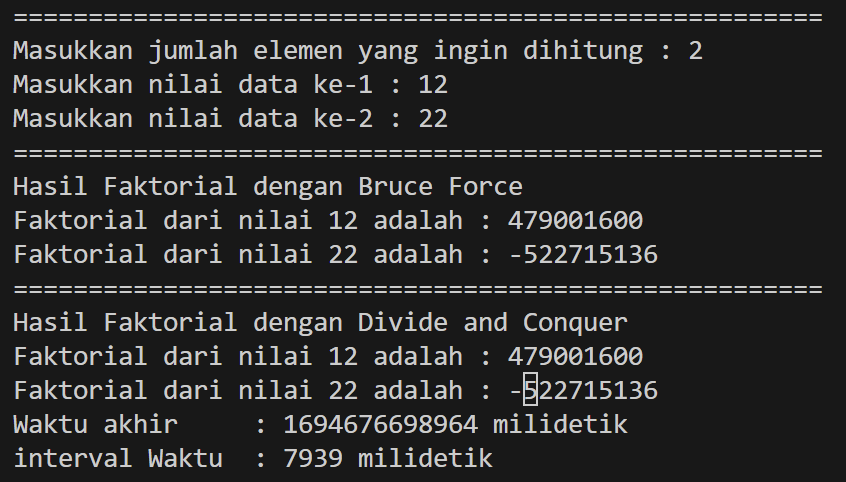 ======================================================
Masukkan jumlah elemen yang ingin dihitung : 2
Masukkan nilai data ke-1 : 12
Masukkan nilai data ke-2 : 22
======================================================
Hasil Faktorial dengan Bruce Force
Faktorial dari nilai 12 adalah : 479001600
Faktorial dari nilai 22 adalah : -522715136
======================================================
Hasil Faktorial dengan Divide and Conquer
Faktorial dari nilai 12 adalah : 479001600
Faktorial dari nilai 22 adalah : -522715136
Waktu akhir     : 1694676698964 milidetik
interval Waktu  : 7939 milidetik